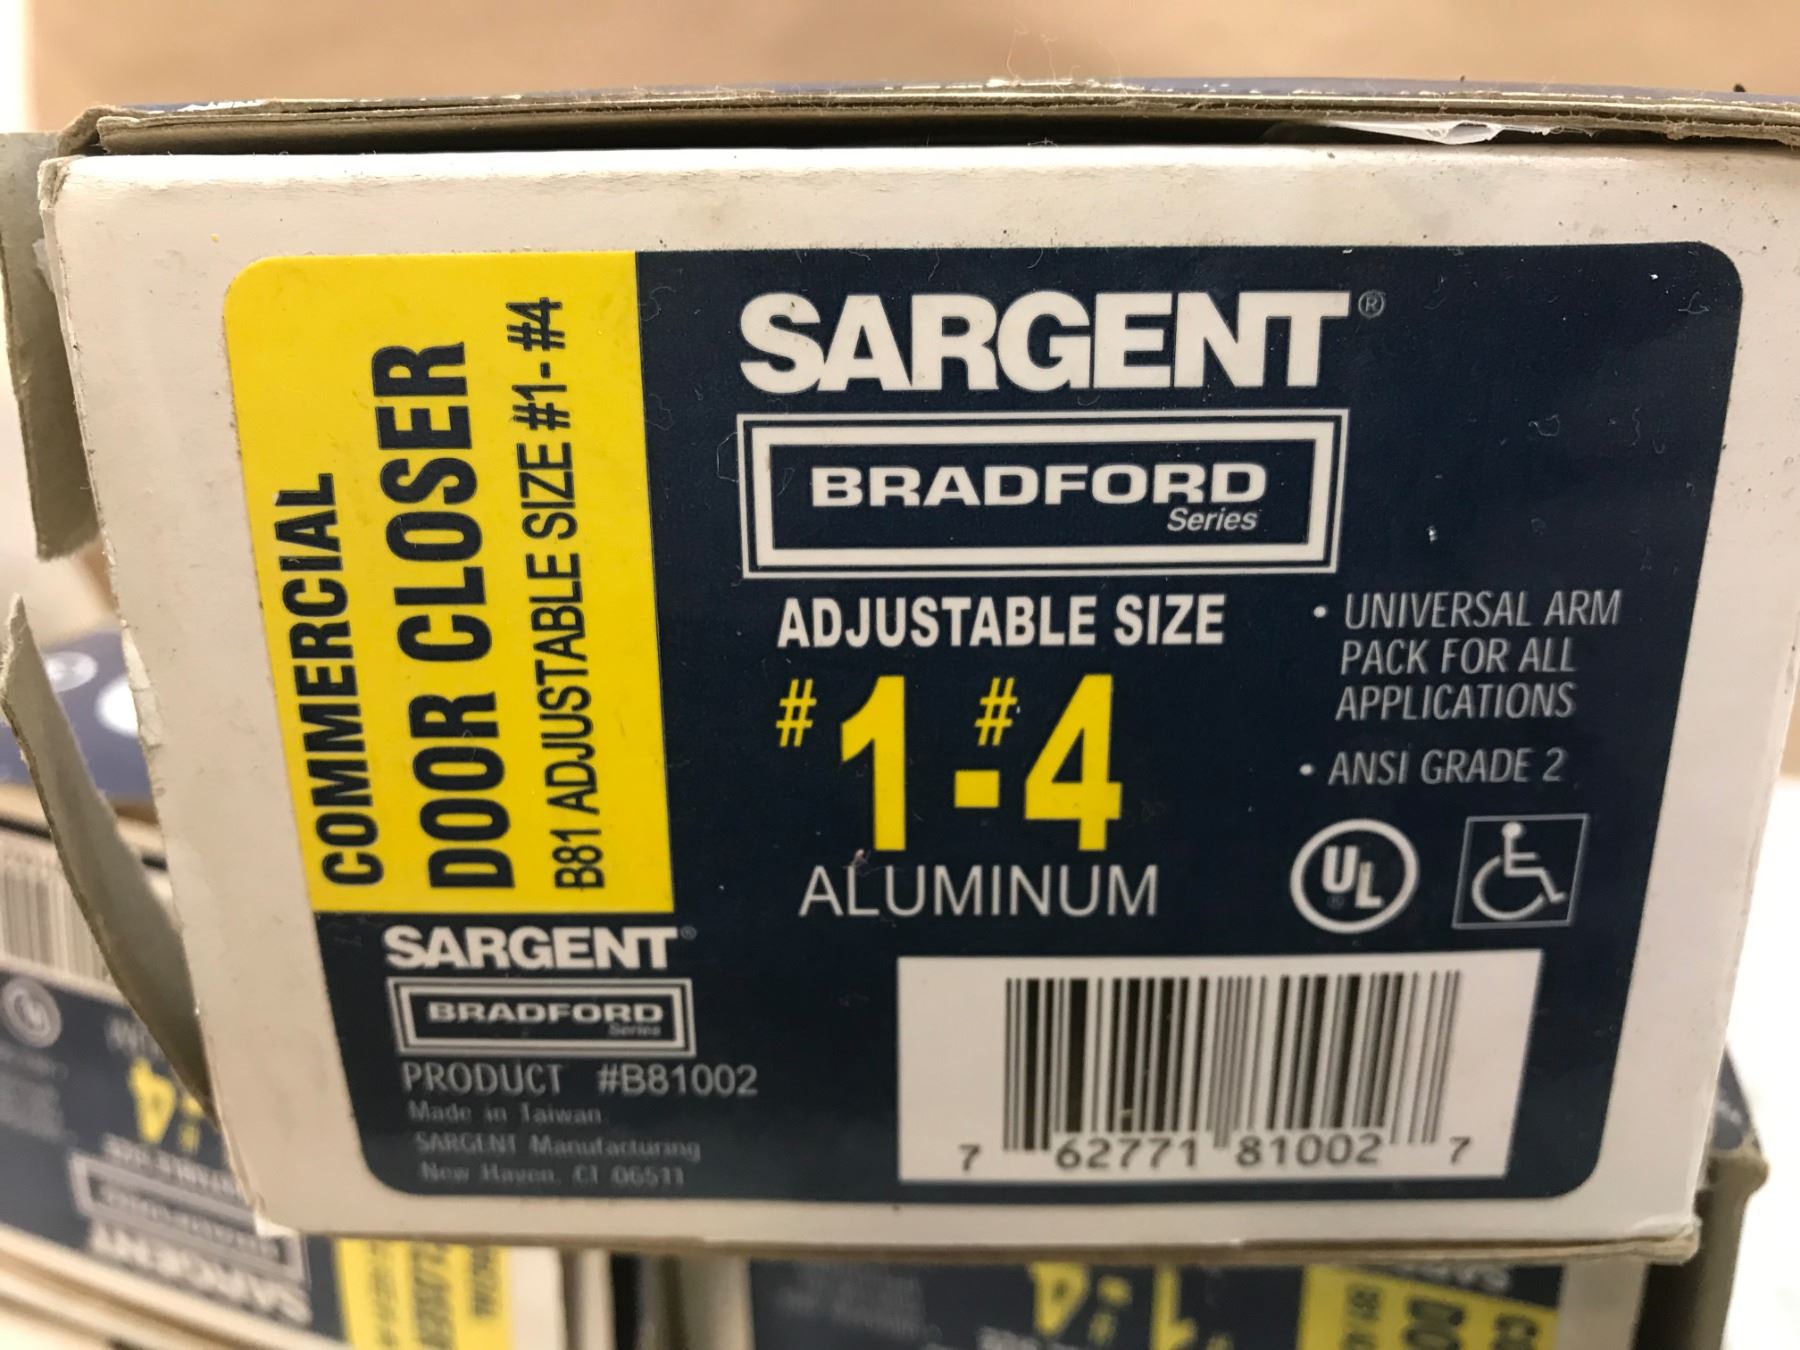 COMMERCIAL
DOOR CLOSER
B81 ADJUSTABLE SIZE #1-#4
SARGENT®
BRADFORD
Series
ADJUSTABLE SIZE
#1-#4
ALUMINUM
• UNIVERSAL ARM
PACK FOR ALL
APPLICATIONS
• ANSI GRADE 2
UL
SARGENT®
BRADFORD
Series
PRODUCT #B81002
Made in Taiwan
SARGENT Manufacturing
New Haven, CT 06511
7 62771 81002 7
SARGENT